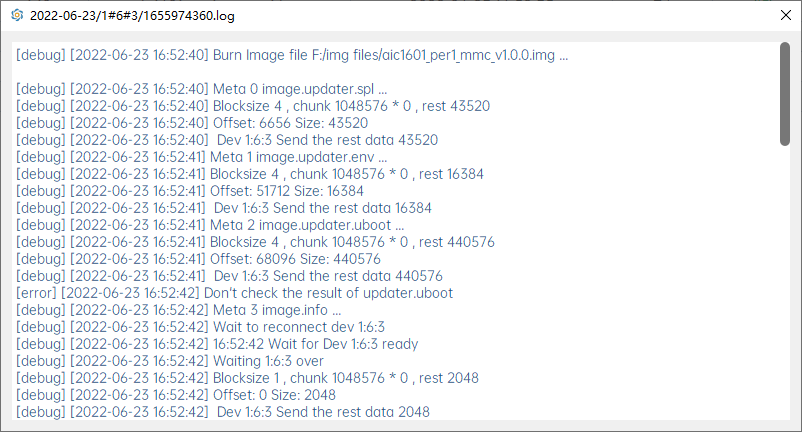 2022-06-23/1#6#3/1655974360.log
[debug] [2022-06-23 16:52:40] Burn Image file F:/img files/aic1601_per1_mmc_v1.0.0.img ...
[debug] [2022-06-23 16:52:40] Meta 0 image.updater.spl ...
[debug] [2022-06-23 16:52:40] Blocksize 4 , chunk 1048576 * 0 , rest 43520
[debug] [2022-06-23 16:52:40] Offset: 6656 Size: 43520
[debug] [2022-06-23 16:52:40]  Dev 1:6:3 Send the rest data 43520
[debug] [2022-06-23 16:52:41] Meta 1 image.updater.env ...
[debug] [2022-06-23 16:52:41] Blocksize 4 , chunk 1048576 * 0 , rest 16384
[debug] [2022-06-23 16:52:41] Offset: 51712 Size: 16384
[debug] [2022-06-23 16:52:41]  Dev 1:6:3 Send the rest data 16384
[debug] [2022-06-23 16:52:41] Meta 2 image.updater.uboot ...
[debug] [2022-06-23 16:52:41] Blocksize 4 , chunk 1048576 * 0 , rest 440576
[debug] [2022-06-23 16:52:41] Offset: 68096 Size: 440576
[debug] [2022-06-23 16:52:41]  Dev 1:6:3 Send the rest data 440576
[error] [2022-06-23 16:52:42] Don't check the result of updater.uboot
[debug] [2022-06-23 16:52:42] Meta 3 image.info ...
[debug] [2022-06-23 16:52:42] Wait to reconnect dev 1:6:3
[debug] [2022-06-23 16:52:42] 16:52:42 Wait for Dev 1:6:3 ready
[debug] [2022-06-23 16:52:42] Waiting 1:6:3 over
[debug] [2022-06-23 16:52:42] Blocksize 1 , chunk 1048576 * 0 , rest 2048
[debug] [2022-06-23 16:52:42] Offset: 0 Size: 2048
[debug] [2022-06-23 16:52:42]  Dev 1:6:3 Send the rest data 2048